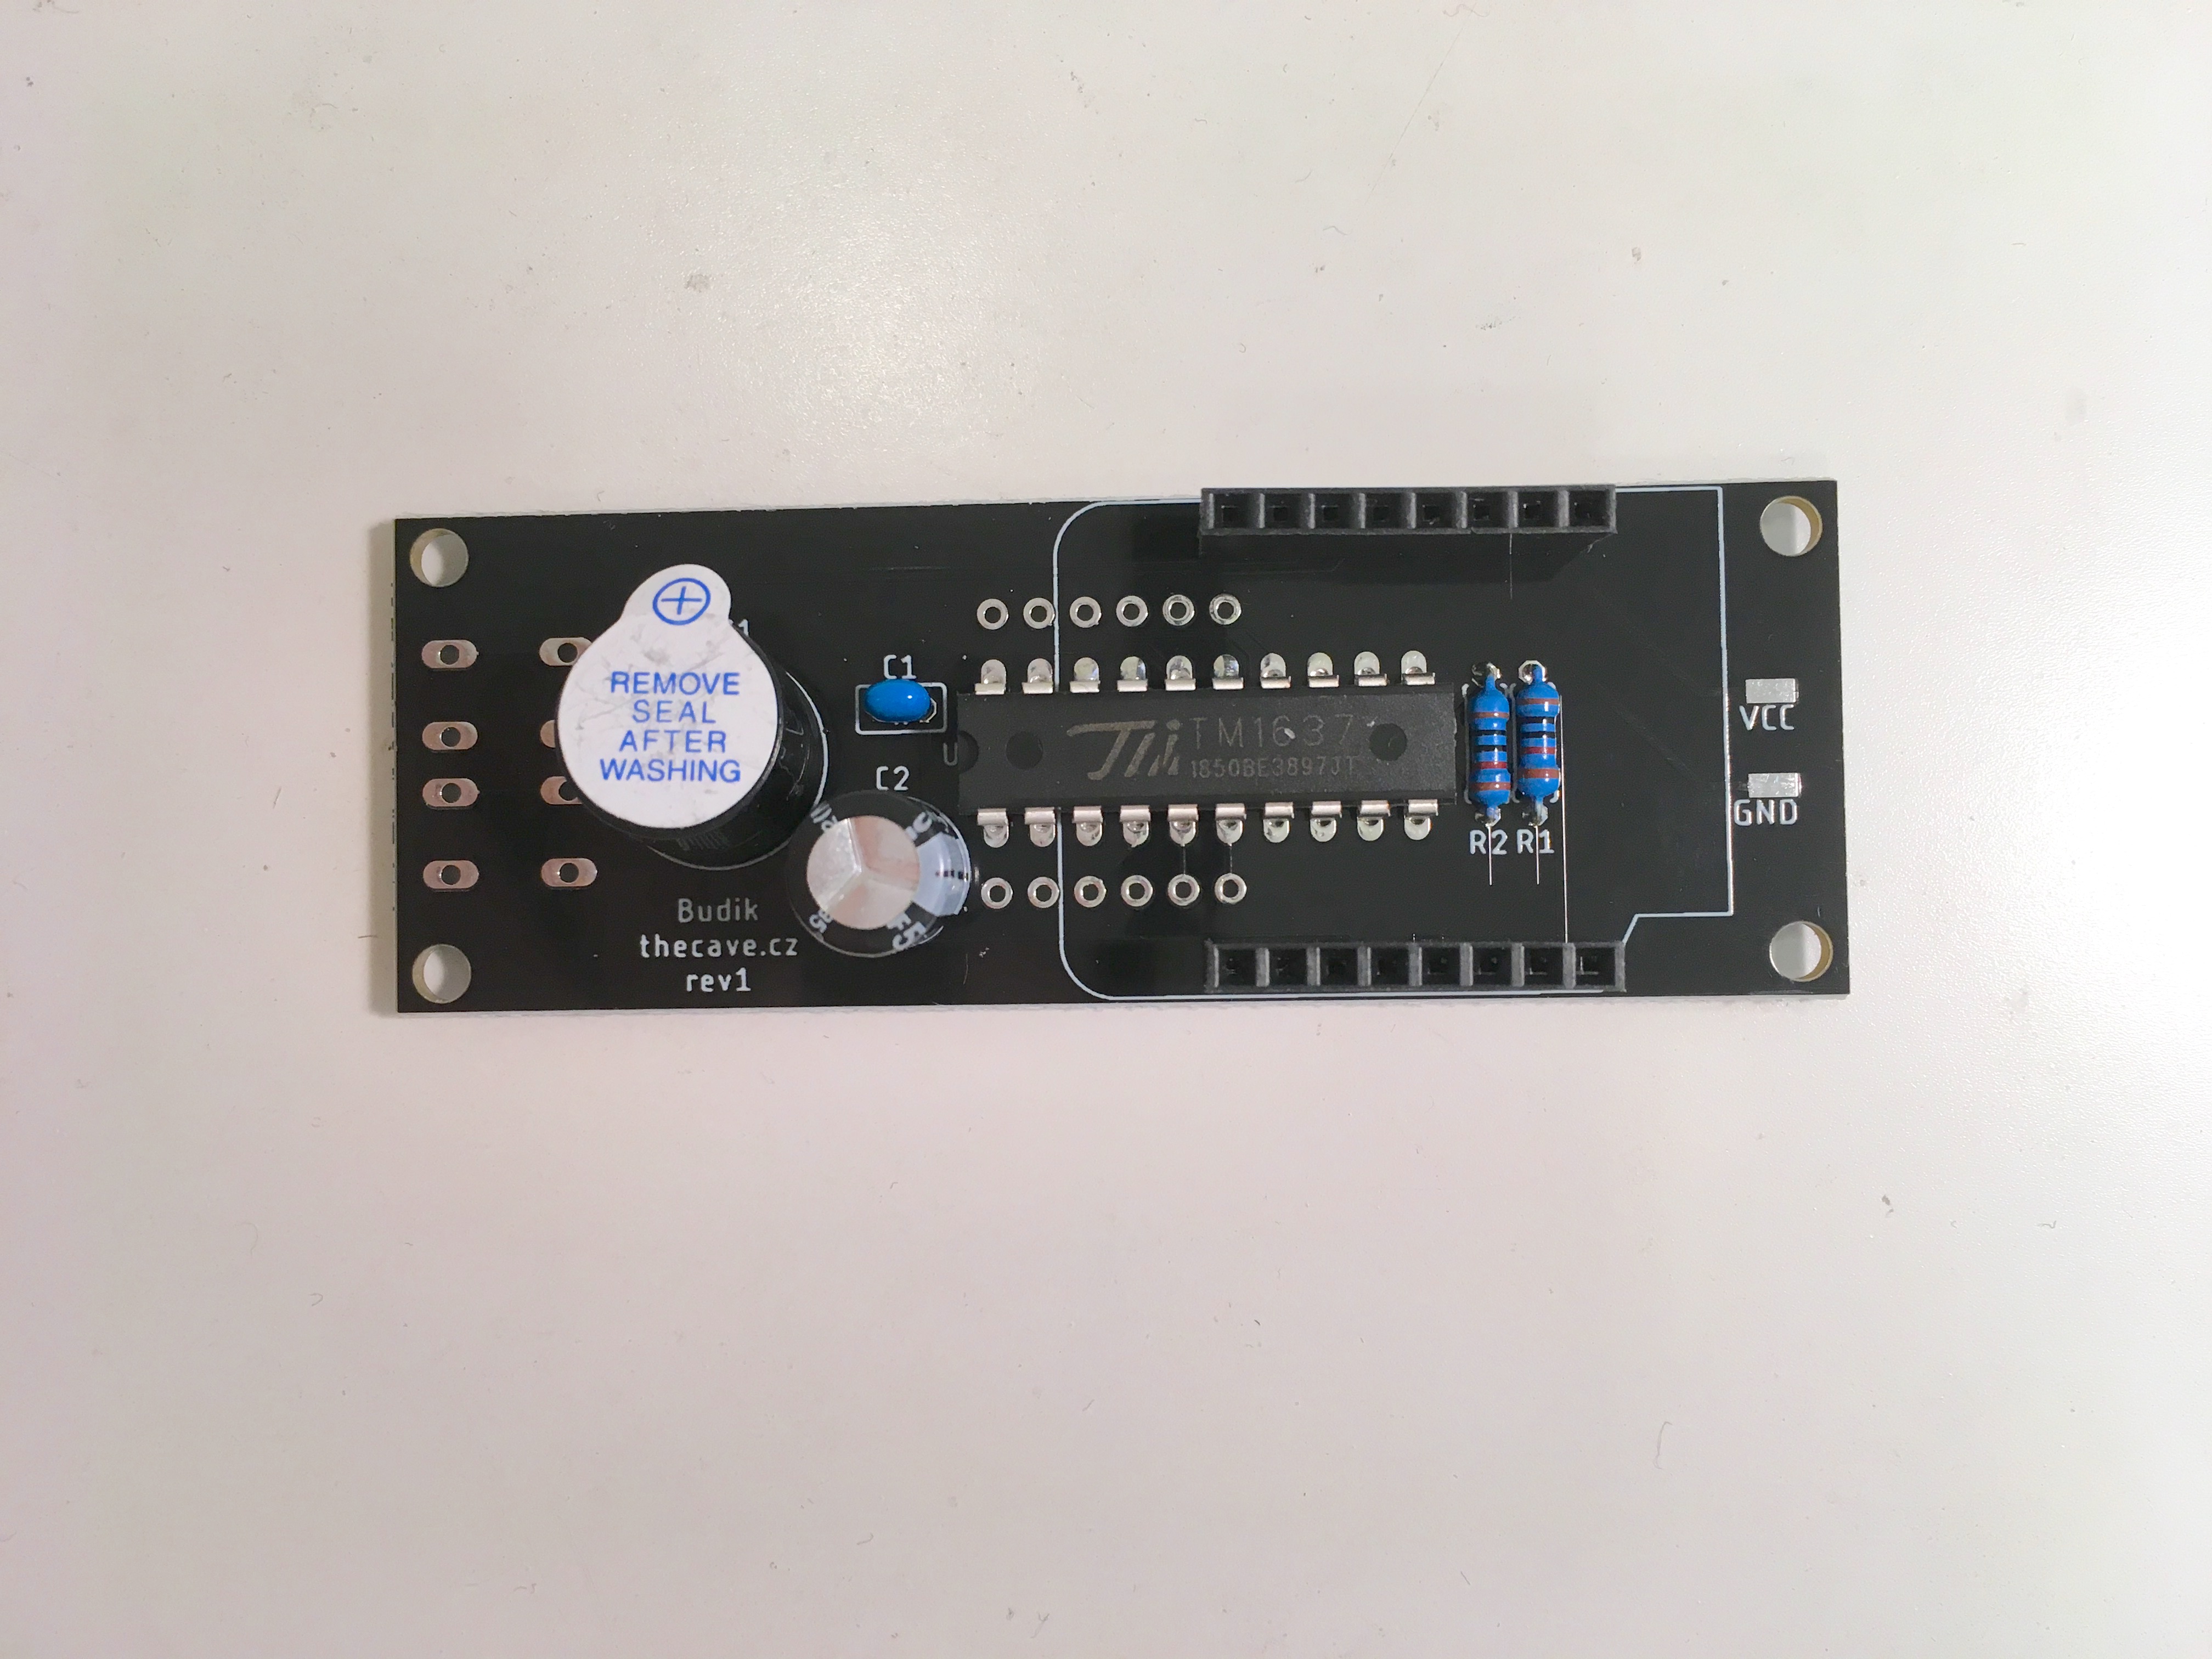 REMOVE
SEAL
AFTER
WASHING
C1
C2
U
TM1637
1850BE3897JT
R2 R1
VCC
GND
Budik
thecave.cz
rev1